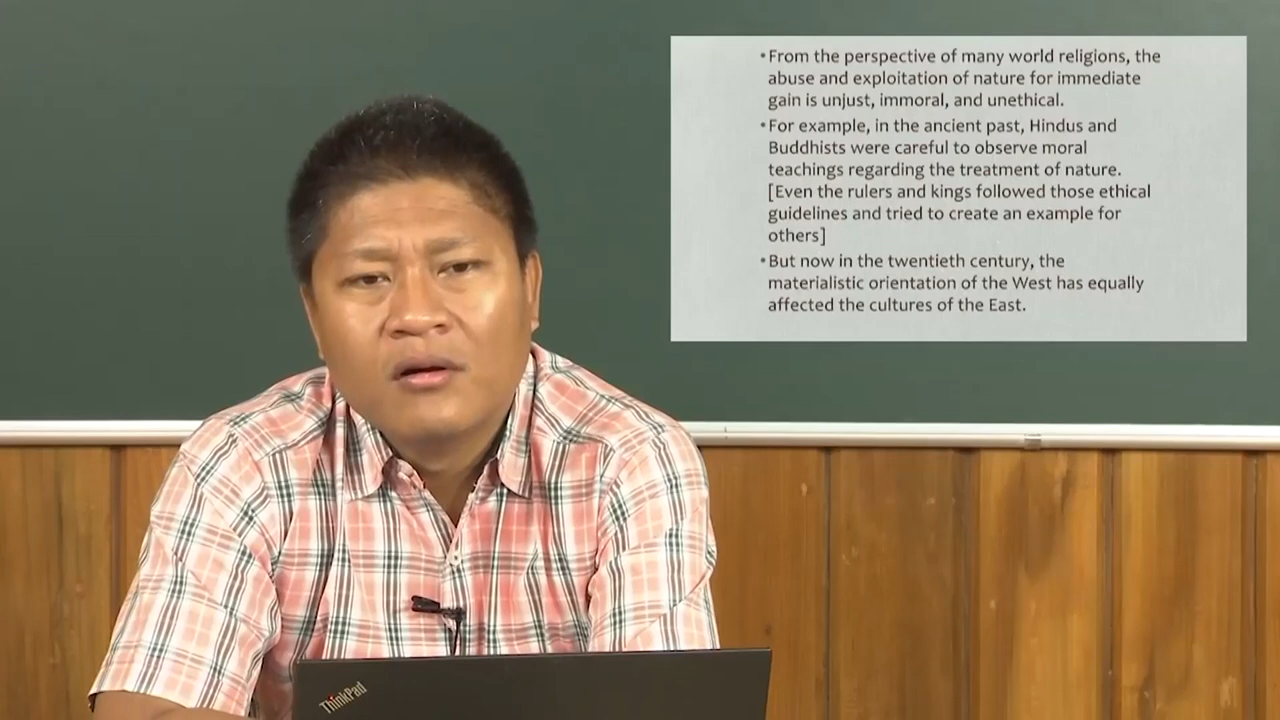 •From the perspective of many world religions, the
abuse and exploitation of nature for immediate
gain is unjust, immoral, and unethical.
•For example, in the ancient past, Hindus and
Buddhists were careful to observe moral
teachings regarding the treatment of nature.
[Even the rulers and kings followed those ethical
guidelines and tried to create an example for
others]
•But now in the twentieth century, the
materialistic orientation of the West has equally
affected the cultures of the East.
ThinkPad